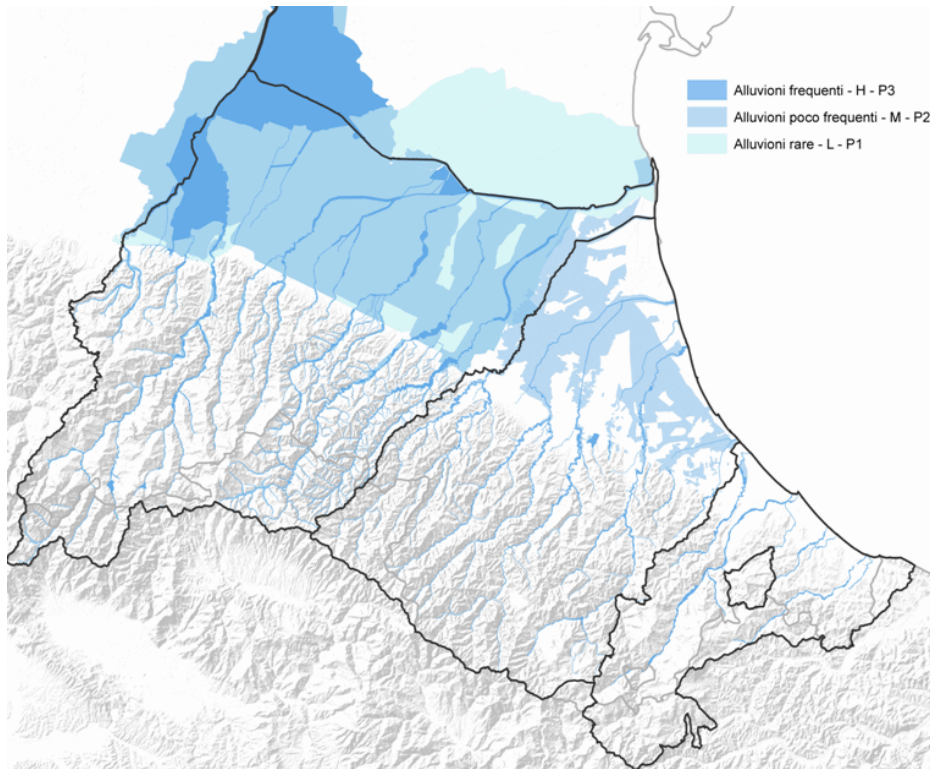 Alluvioni frequenti - H - P3
Alluvioni poco frequenti - M - P2
Alluvioni rare - L - P1